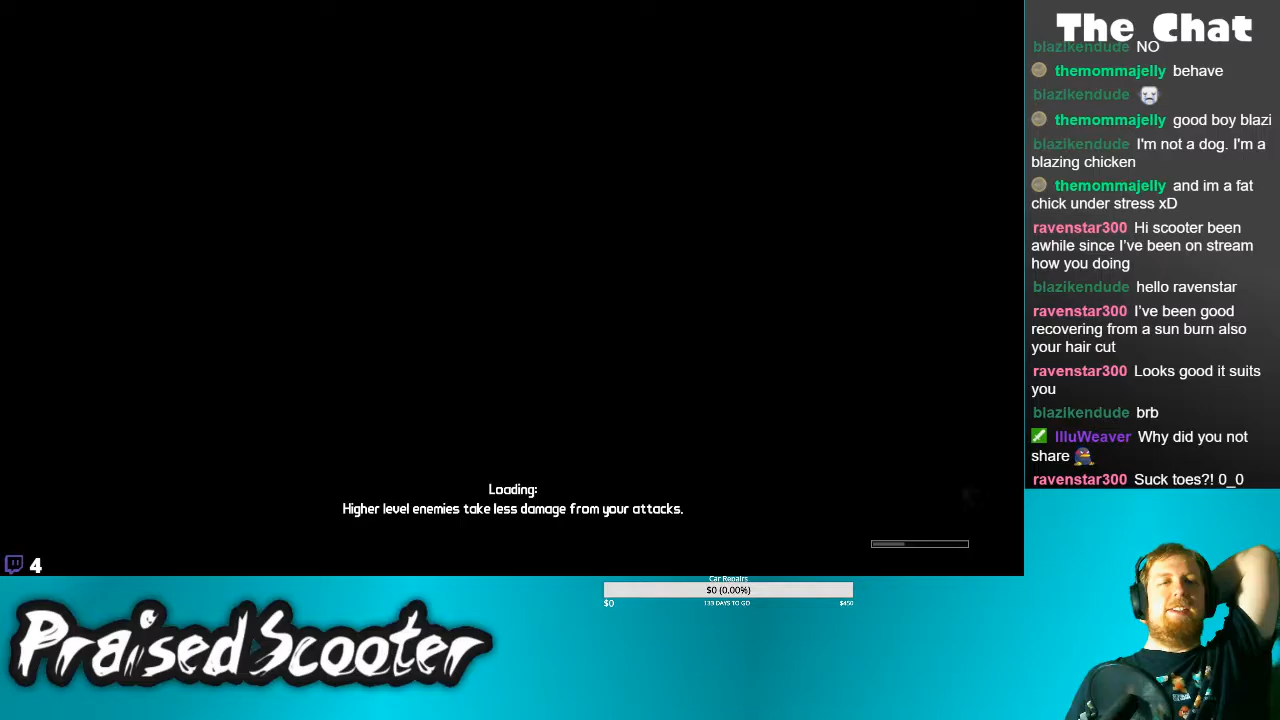 The Chat
blazikendude NO
themommajelly behave
blazikendude
themommajelly good boy blazi
blazikendude I'm not a dog. I'm a
blazing chicken
themommajelly and im a fat
chick under stress xD
ravenstar300 Hi scooter been
awhile since I've been on stream
how you doing
blazikendude hello ravenstar
ravenstar300 I've been good
recovering from a sun burn also
your hair cut
ravenstar300 Looks good it suits
you
blazikendude brb
IlluWeaver Why did you not
share
ravenstar300 Suck toes?! 0_0
Loading:
Higher level enemies take less damage from your attacks.
4
Car Repairs
$0 (0.00%)
$0 133 DAYS TO GO $450
PraisedScooter